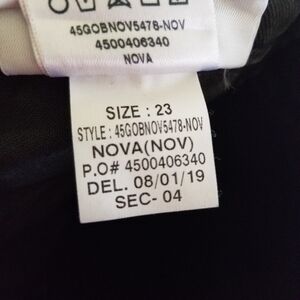 45GOBNOV5478-NOV
4500406340
NOVA
SIZE : 23
STYLE : 45GOBNOV5478-NOV
NOVA(NOV)
P.O# 4500406340
DEL. 08/01/19
SEC- 04